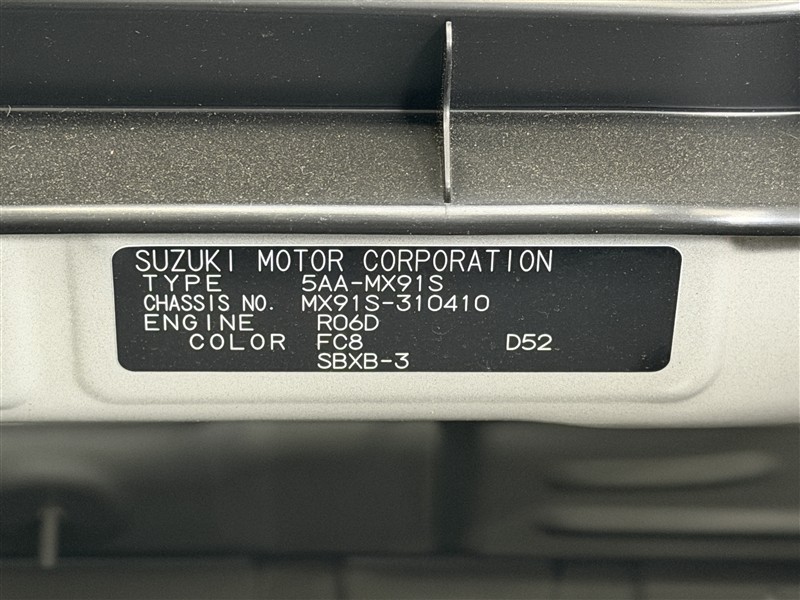 SUZUKI MOTOR CORPORATION
TYPE 5AA-MX91S
CHASSIS NO. MX91S-310410
ENGINE R06D
COLOR FC8 D52
SBXB-3